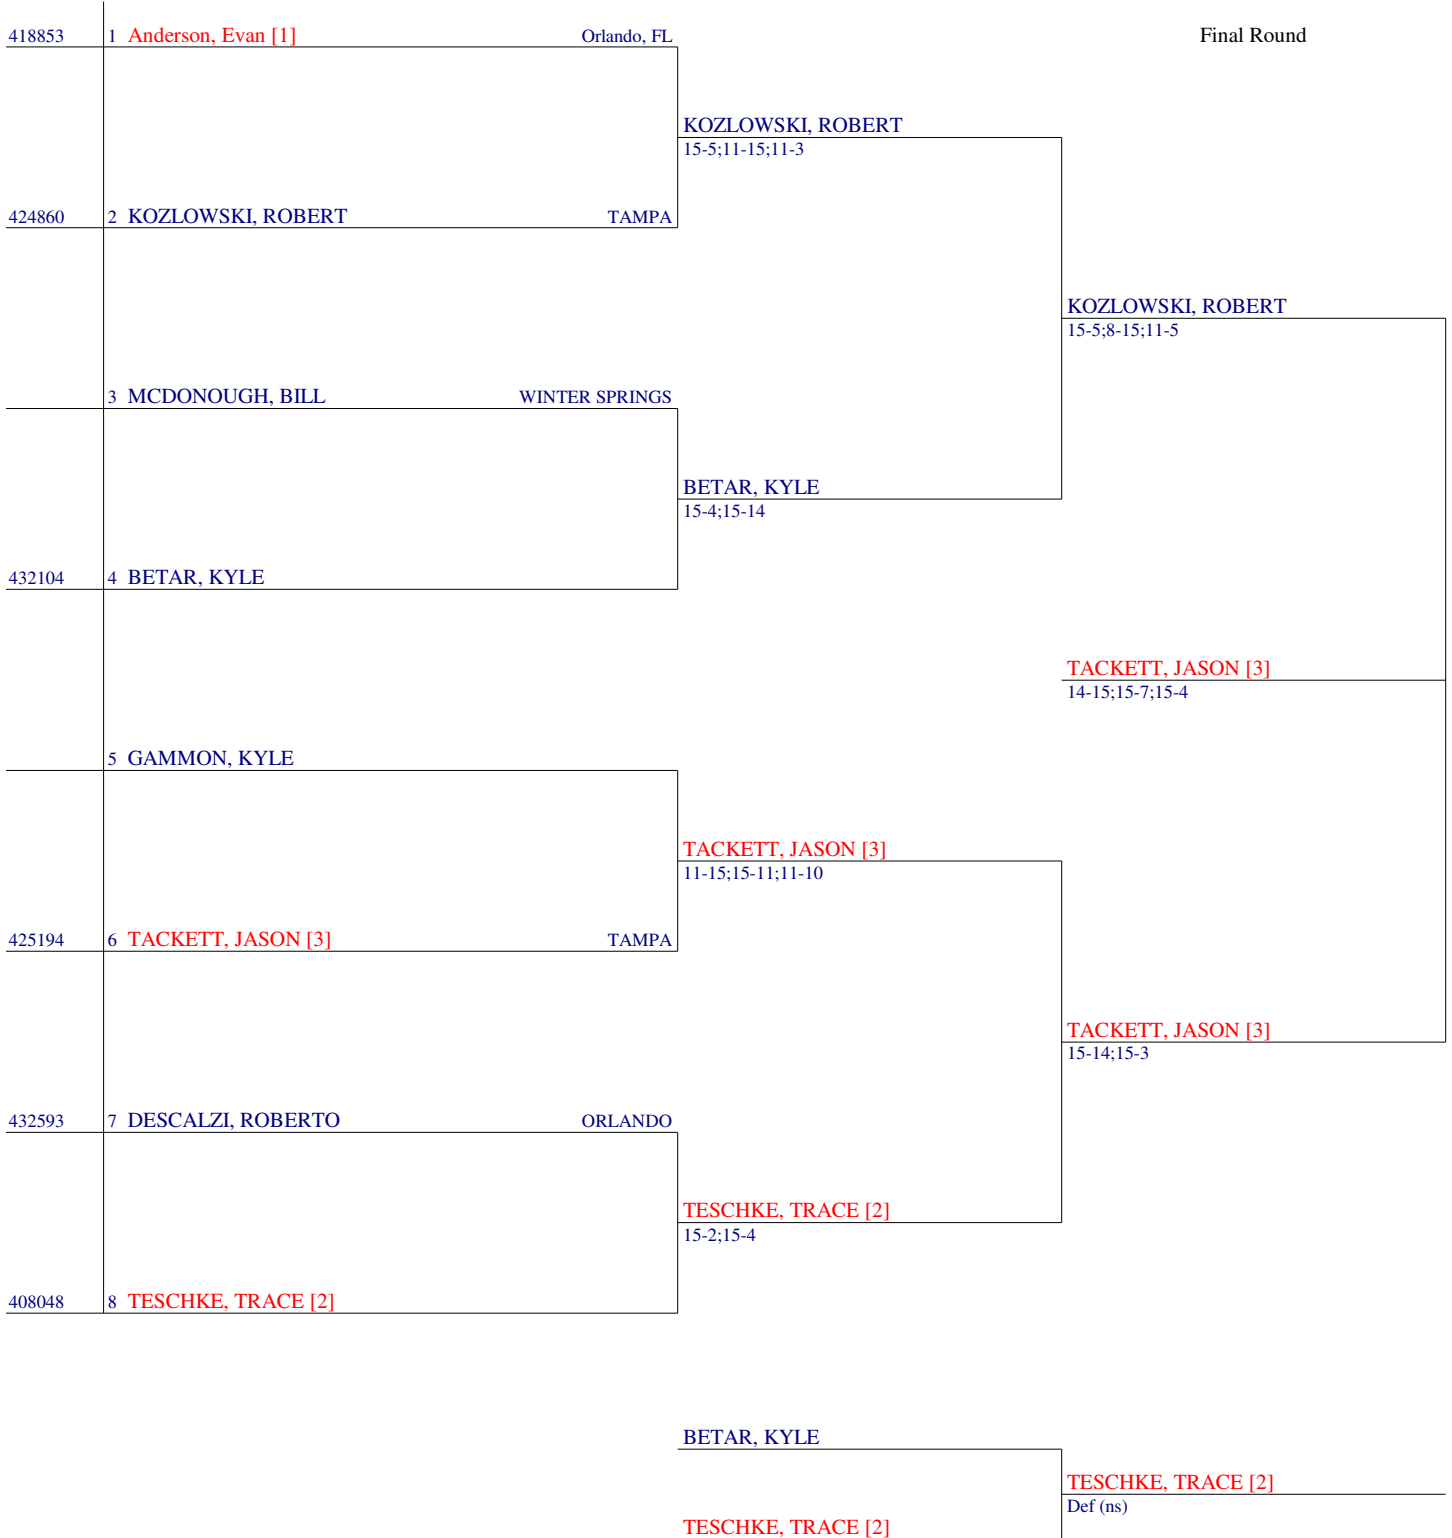 418853 1 Anderson, Evan [1] Orlando, FL Final Round
KOZLOWSKI, ROBERT
15-5;11-15;11-3
424860 2 KOZLOWSKI, ROBERT TAMPA
KOZLOWSKI, ROBERT
15-5;8-15;11-5
3 MCDONOUGH, BILL WINTER SPRINGS
BETAR, KYLE
15-4;15-14
432104 4 BETAR, KYLE
TACKETT, JASON [3]
14-15;15-7;15-4
5 GAMMON, KYLE
TACKETT, JASON [3]
11-15;15-11;11-10
425194 6 TACKETT, JASON [3] TAMPA
TACKETT, JASON [3]
15-14;15-3
432593 7 DESCALZI, ROBERTO ORLANDO
TESCHKE, TRACE [2]
15-2;15-4
408048 8 TESCHKE, TRACE [2]
BETAR, KYLE
TESCHKE, TRACE [2]
Def (ns)
TESCHKE, TRACE [2]